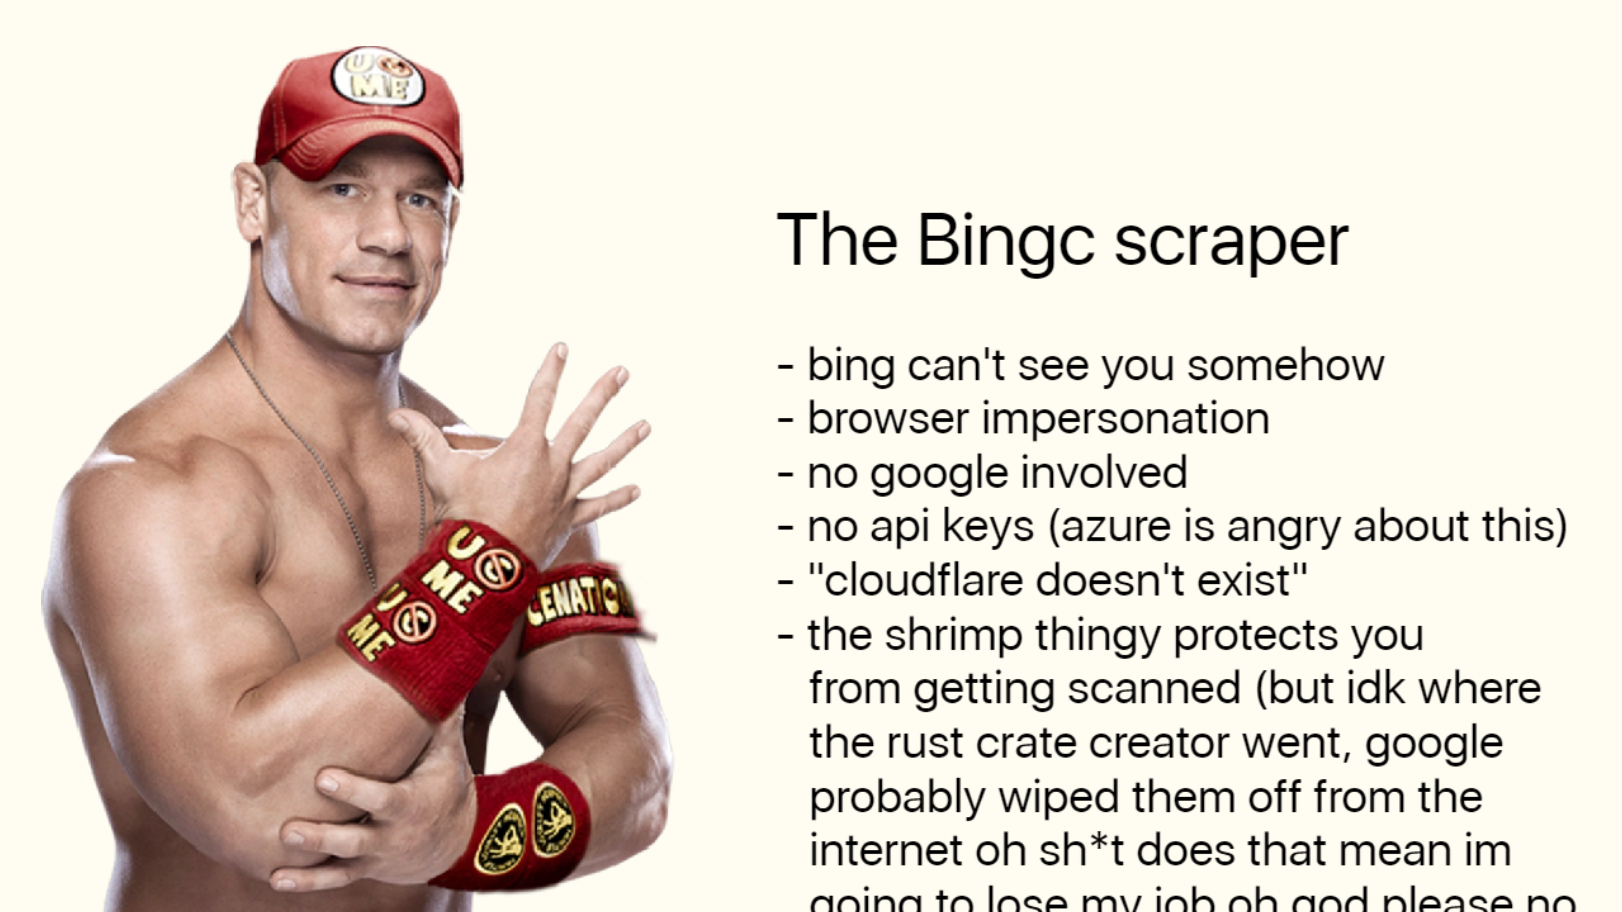 U C
ME
The Bingc scraper
- bing can't see you somehow
- browser impersonation
- no google involved
- no api keys (azure is angry about this)
- "cloudflare doesn't exist"
- the shrimp thingy protects you
from getting scanned (but idk where
the rust crate creator went, google
probably wiped them off from the
internet oh sh*t does that mean im
going to lose my job oh god please no
U C
ME
U C
ME
CENATION